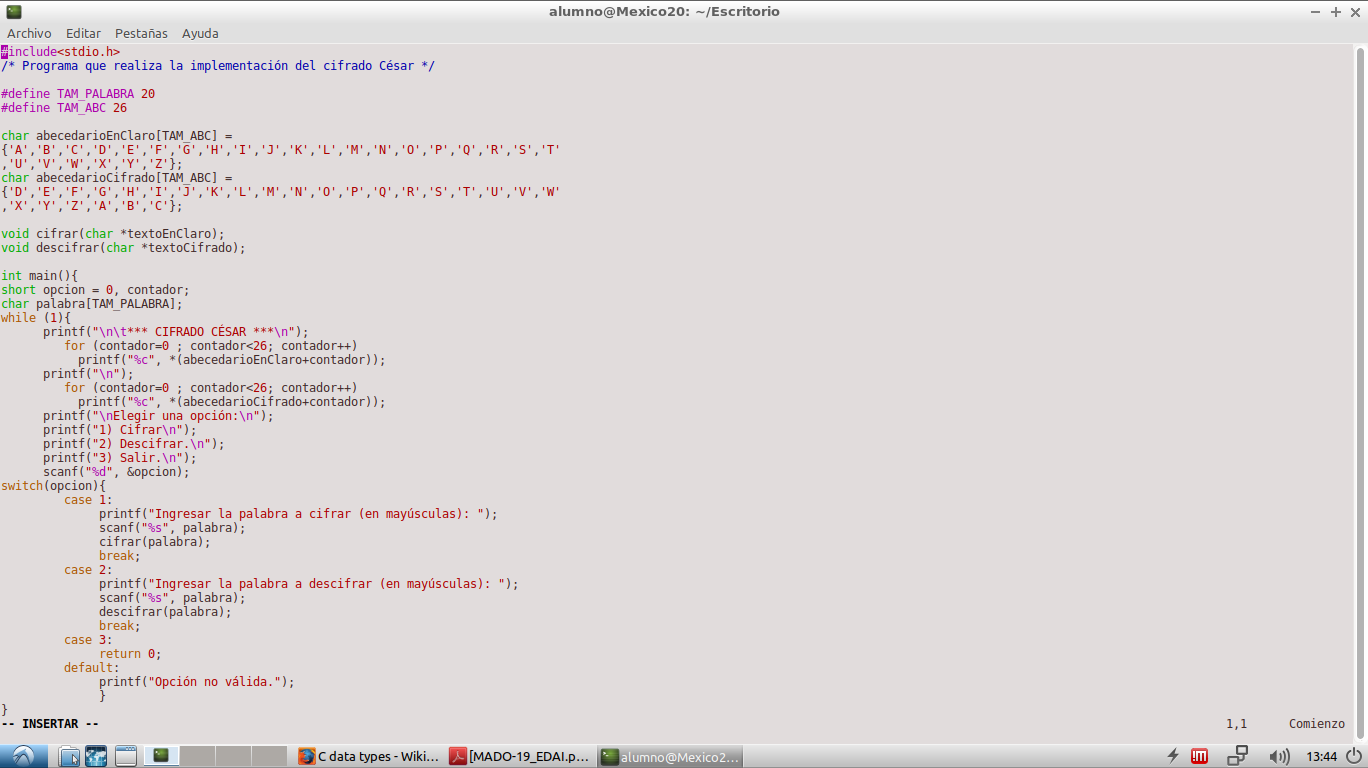 alumno@Mexico20: ~/Escritorio
Archivo Editar Pestañas Ayuda
#include<stdio.h>
/* Programa que realiza la implementación del cifrado César */

#define TAM_PALABRA 20
#define TAM_ABC 26

char abecedarioEnClaro[TAM_ABC] =
{'A','B','C','D','E','F','G','H','I','J','K','L','M','N','O','P','Q','R','S','T'
,'U','V','W','X','Y','Z'};
char abecedarioCifrado[TAM_ABC] =
{'D','E','F','G','H','I','J','K','L','M','N','O','P','Q','R','S','T','U','V','W'
,'X','Y','Z','A','B','C'};

void cifrar(char *textoEnClaro);
void descifrar(char *textoCifrado);

int main(){
short opcion = 0, contador;
char palabra[TAM_PALABRA];
while (1){
      printf("\n\t*** CIFRADO CÉSAR ***\n");
         for (contador=0 ; contador<26; contador++)
           printf("%c", *(abecedarioEnClaro+contador));
      printf("\n");
         for (contador=0 ; contador<26; contador++)
           printf("%c", *(abecedarioCifrado+contador));
      printf("\nElegir una opción:\n");
      printf("1) Cifrar\n");
      printf("2) Descifrar.\n");
      printf("3) Salir.\n");
      scanf("%d", &opcion);
switch(opcion){
         case 1:
              printf("Ingresar la palabra a cifrar (en mayúsculas): ");
              scanf("%s", palabra);
              cifrar(palabra);
              break;
         case 2:
              printf("Ingresar la palabra a descifrar (en mayúsculas): ");
              scanf("%s", palabra);
              descifrar(palabra);
              break;
         case 3:
              return 0;
         default:
              printf("Opción no válida.");
              }
}
-- INSERTAR -- 1,1 Comienzo
C data types - Wiki... [MADO-19_EDAI.p... alumno@Mexico2... 13:44